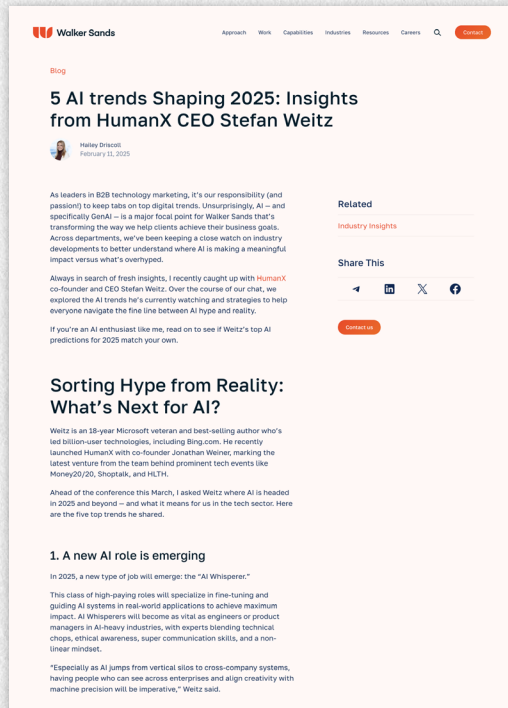 Walker Sands
Approach Work Capabilities Industries Resources Careers Contact
Blog
5 AI trends Shaping 2025: Insights
from HumanX CEO Stefan Weitz
Hailey Driscoll
February 11, 2025
As leaders in B2B technology marketing, it's our responsibility (and
passion!) to keep tabs on top digital trends. Unsurprisingly, AI — and
specifically GenAI — is a major focal point for Walker Sands that's
transforming the way we help clients achieve their business goals.
Across departments, we've been keeping a close watch on industry
developments to better understand where AI is making a meaningful
impact versus what's overhyped.
Always in search of fresh insights, I recently caught up with HumanX
co-founder and CEO Stefan Weitz. Over the course of our chat, we
explored the AI trends he's currently watching and strategies to help
everyone navigate the fine line between AI hype and reality.
If you're an AI enthusiast like me, read on to see if Weitz's top AI
predictions for 2025 match your own.
Related
Industry Insights
Share This
Contact us
Sorting Hype from Reality:
What's Next for AI?
Weitz is an 18-year Microsoft veteran and best-selling author who's
led billion-user technologies, including Bing.com. He recently
launched HumanX with co-founder Jonathan Weiner, marking the
latest venture from the team behind prominent tech events like
Money20/20, Shoptalk, and HLTH.
Ahead of the conference this March, I asked Weitz where AI is headed
in 2025 and beyond — and what it means for us in the tech sector. Here
are the five top trends he shared.
1. A new AI role is emerging
In 2025, a new type of job will emerge: the "AI Whisperer."
This class of high-paying roles will specialize in fine-tuning and
guiding AI systems in real-world applications to achieve maximum
impact. AI Whisperers will become as vital as engineers or product
managers in AI-heavy industries, with experts blending technical
chops, ethical awareness, super communication skills, and a non-
linear mindset.
"Especially as AI jumps from vertical silos to cross-company systems,
having people who can see across enterprises and align creativity with
machine precision will be imperative," Weitz said.